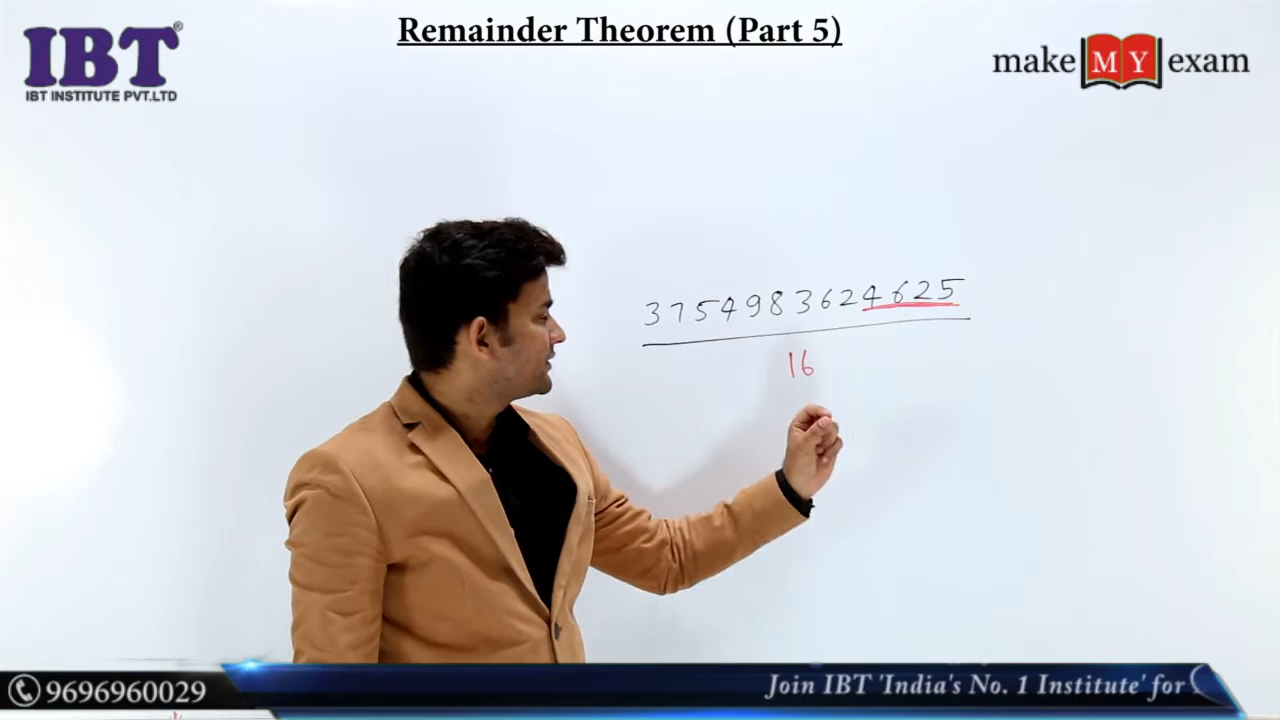 Remainder Theorem (Part 5)
IBT®
IBT INSTITUTE PVT.LTD
make MY exam
3754983624625
16
9696960029
Join IBT 'India's No. 1 Institute' for